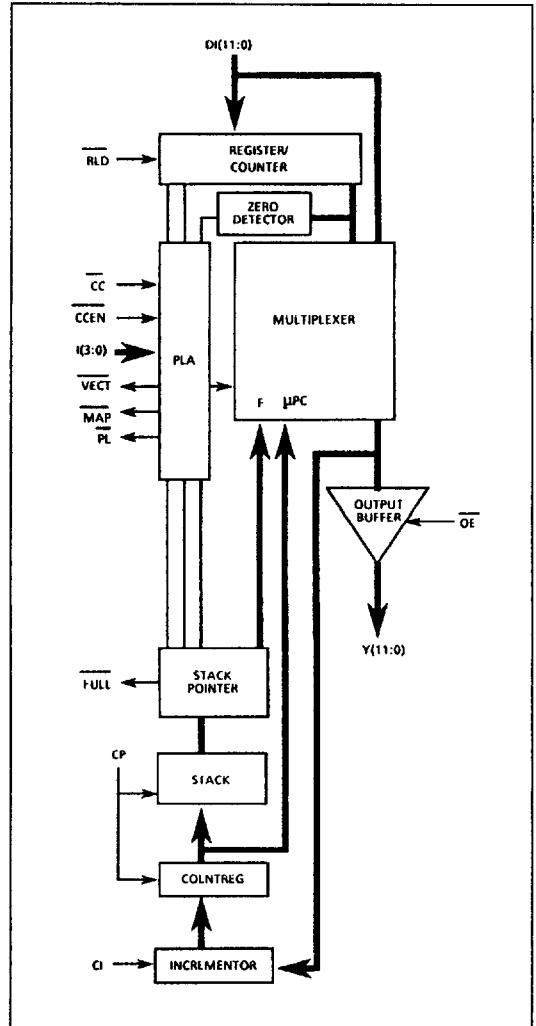 DI(11:0)
REGISTER/
COUNTER
RLD
ZERO
DETECTOR
CC
CCEN
I(3:0)
PLA
MULTIPLEXER
VECT
MAP
PL
F
μPC
OUTPUT
BUFFER
OE
Y(11:0)
FULL
STACK
POINTER
CP
STACK
COLNTREG
CI
INCREMENTOR